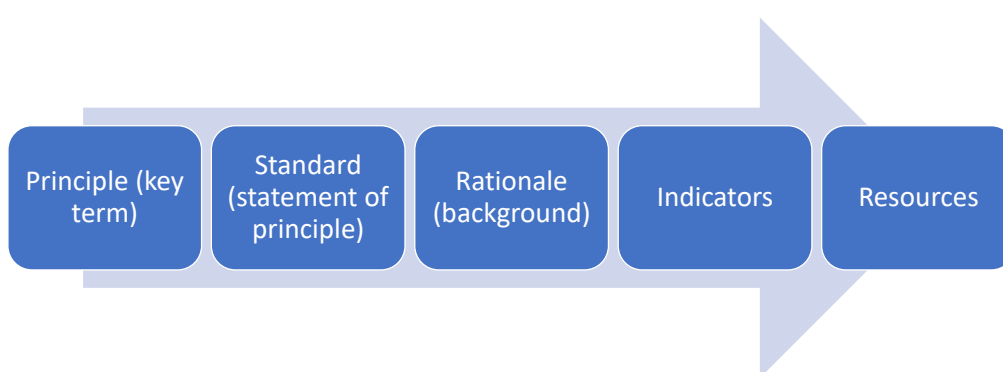 Principle (key
term)
Standard
(statement of
principle)
Rationale
(background)
Indicators
Resources